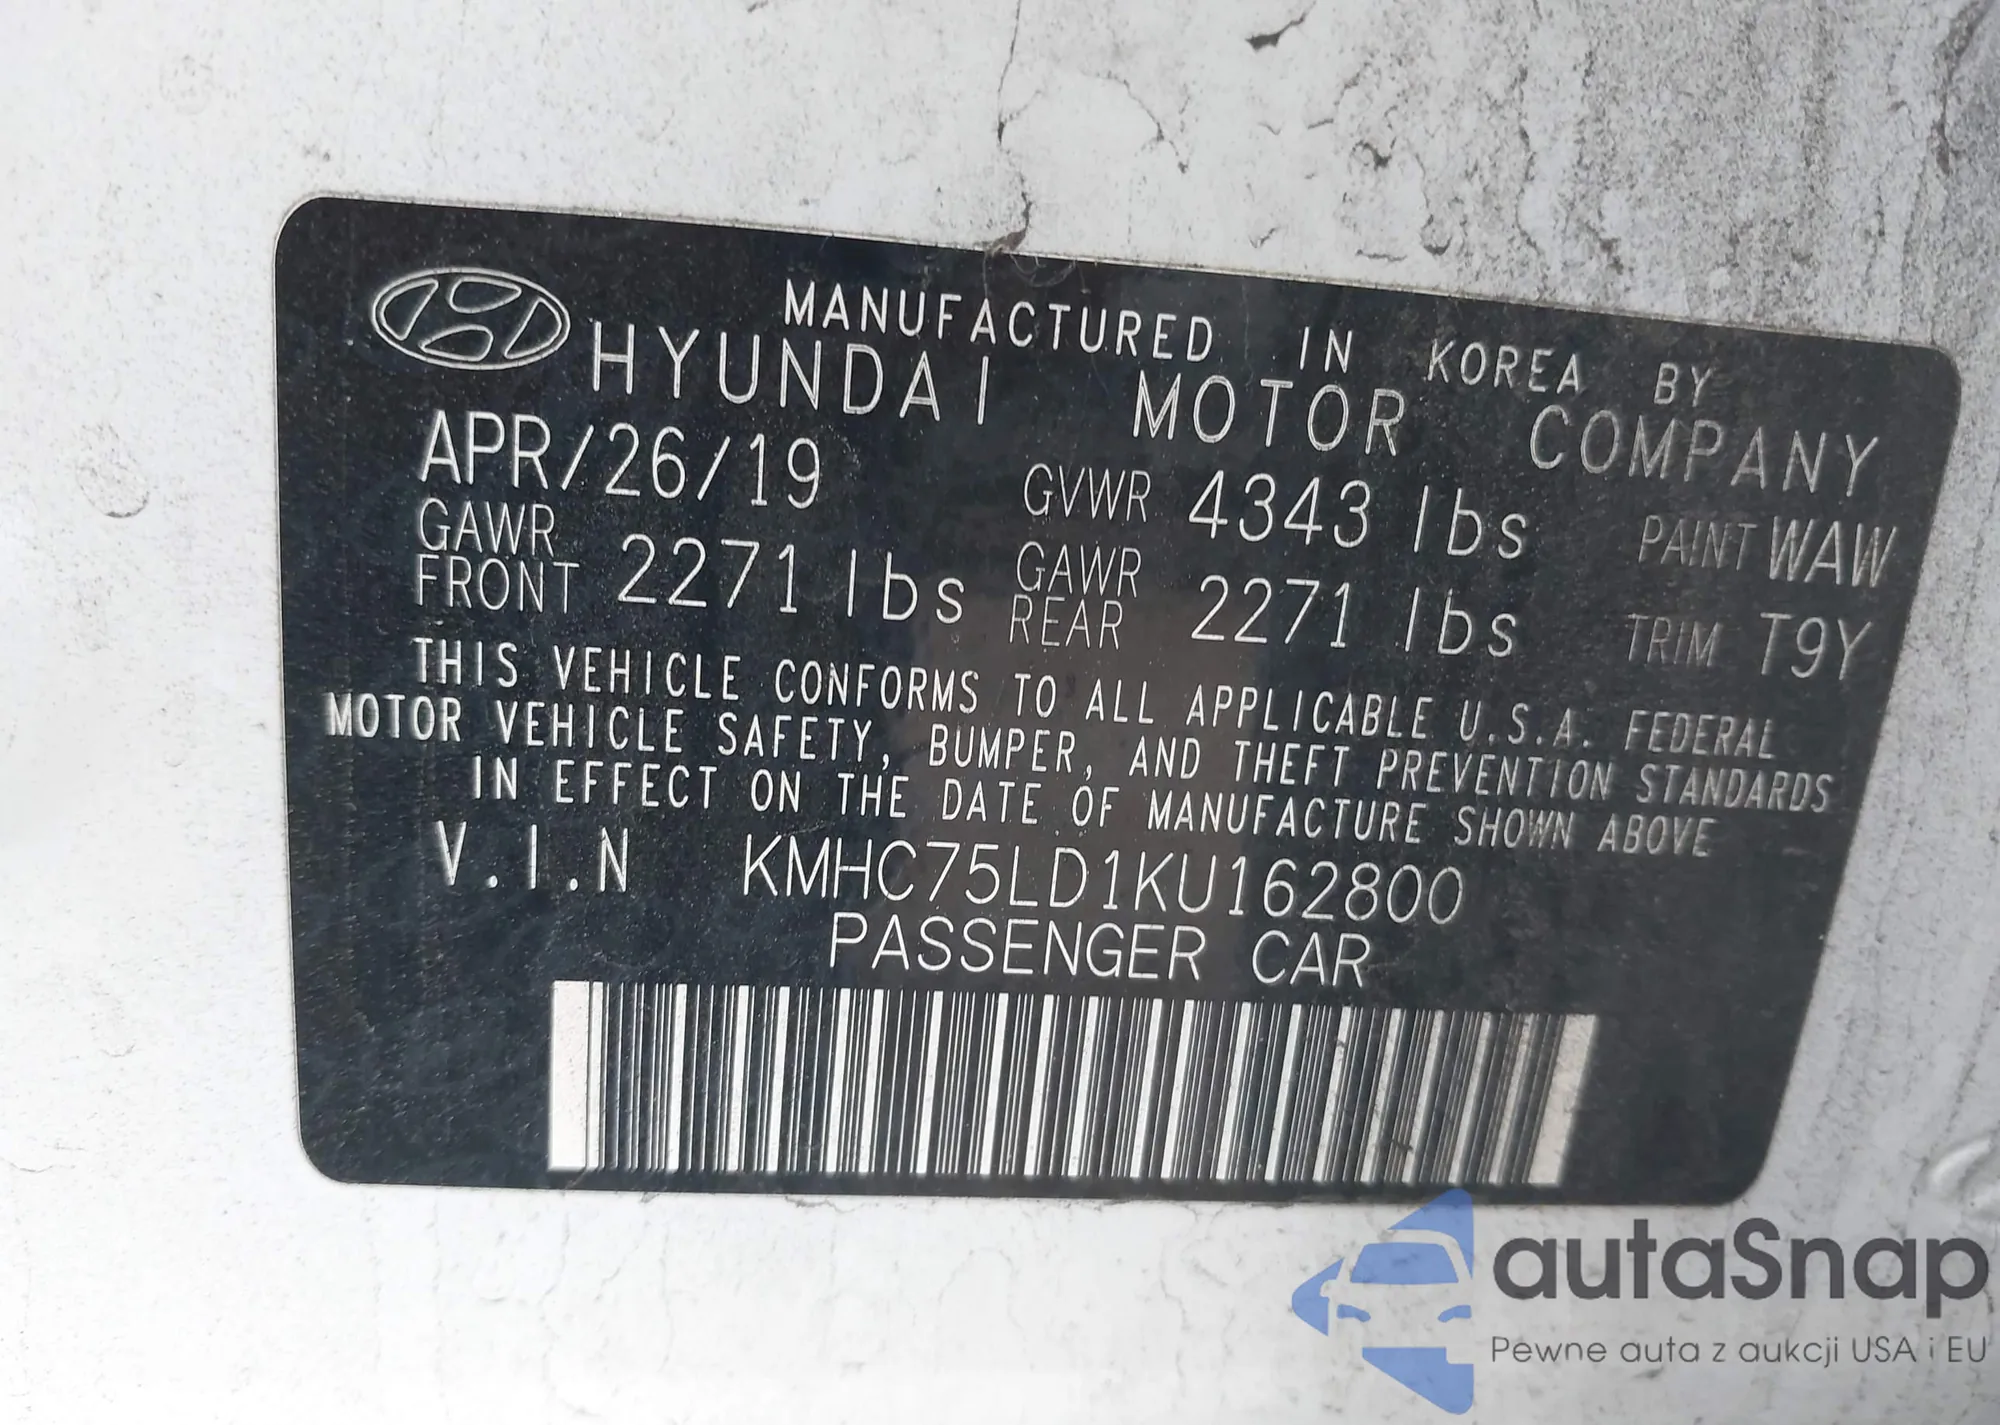 MANUFACTURED IN KOREA BY
HYUNDAI MOTOR COMPANY
APR/26/19 GVWR 4343 lbs PAINT WAW
GAWR FRONT 2271 lbs GAWR REAR 2271 lbs TRIM T9Y
THIS VEHICLE CONFORMS TO ALL APPLICABLE U.S.A. FEDERAL
MOTOR VEHICLE SAFETY, BUMPER, AND THEFT PREVENTION STANDARDS
IN EFFECT ON THE DATE OF MANUFACTURE SHOWN ABOVE
V.I.N KMHC75LD1KU162800
PASSENGER CAR
autaSnap
Pewne auta z aukcji USA i EU